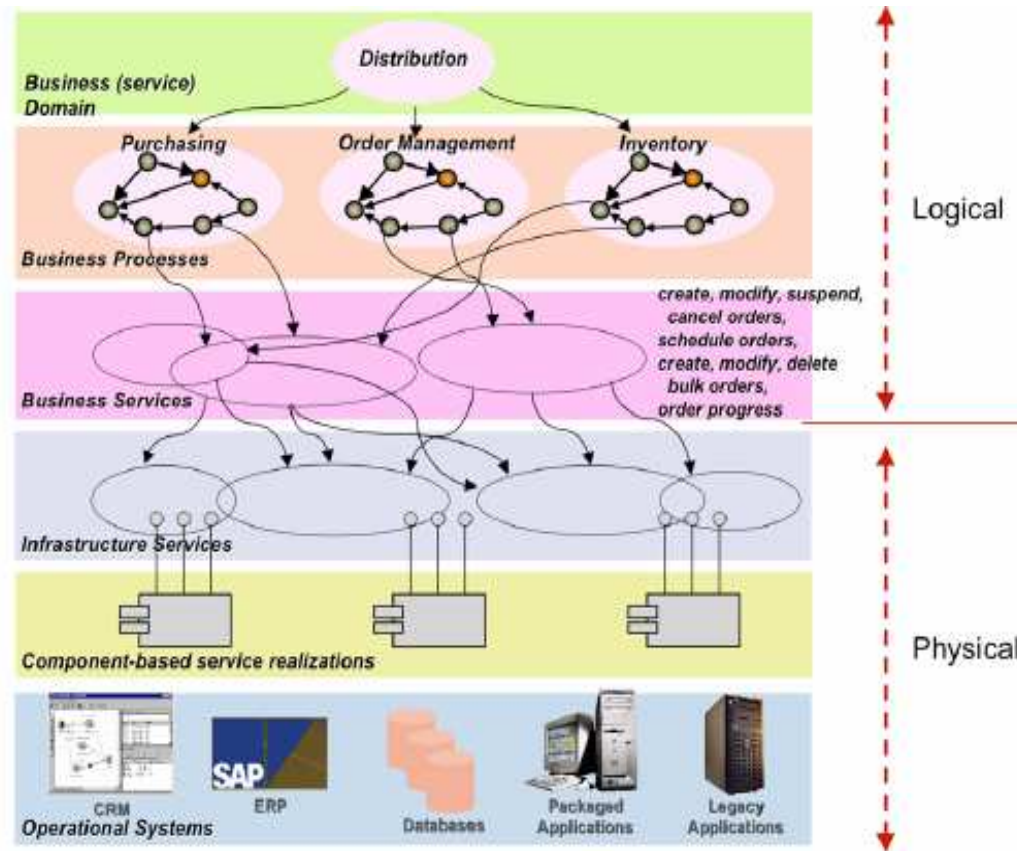 Distribution
Business (service)
Domain
Purchasing
Order Management
Inventory
Business Processes
Logical
create, modify, suspend,
cancel orders,
schedule orders,
create, modify, delete
bulk orders,
order progress
Business Services
Infrastructure Services
Component-based service realizations
Physical
SAP
CRM
ERP
Databases
Packaged
Applications
Legacy
Applications
Operational Systems